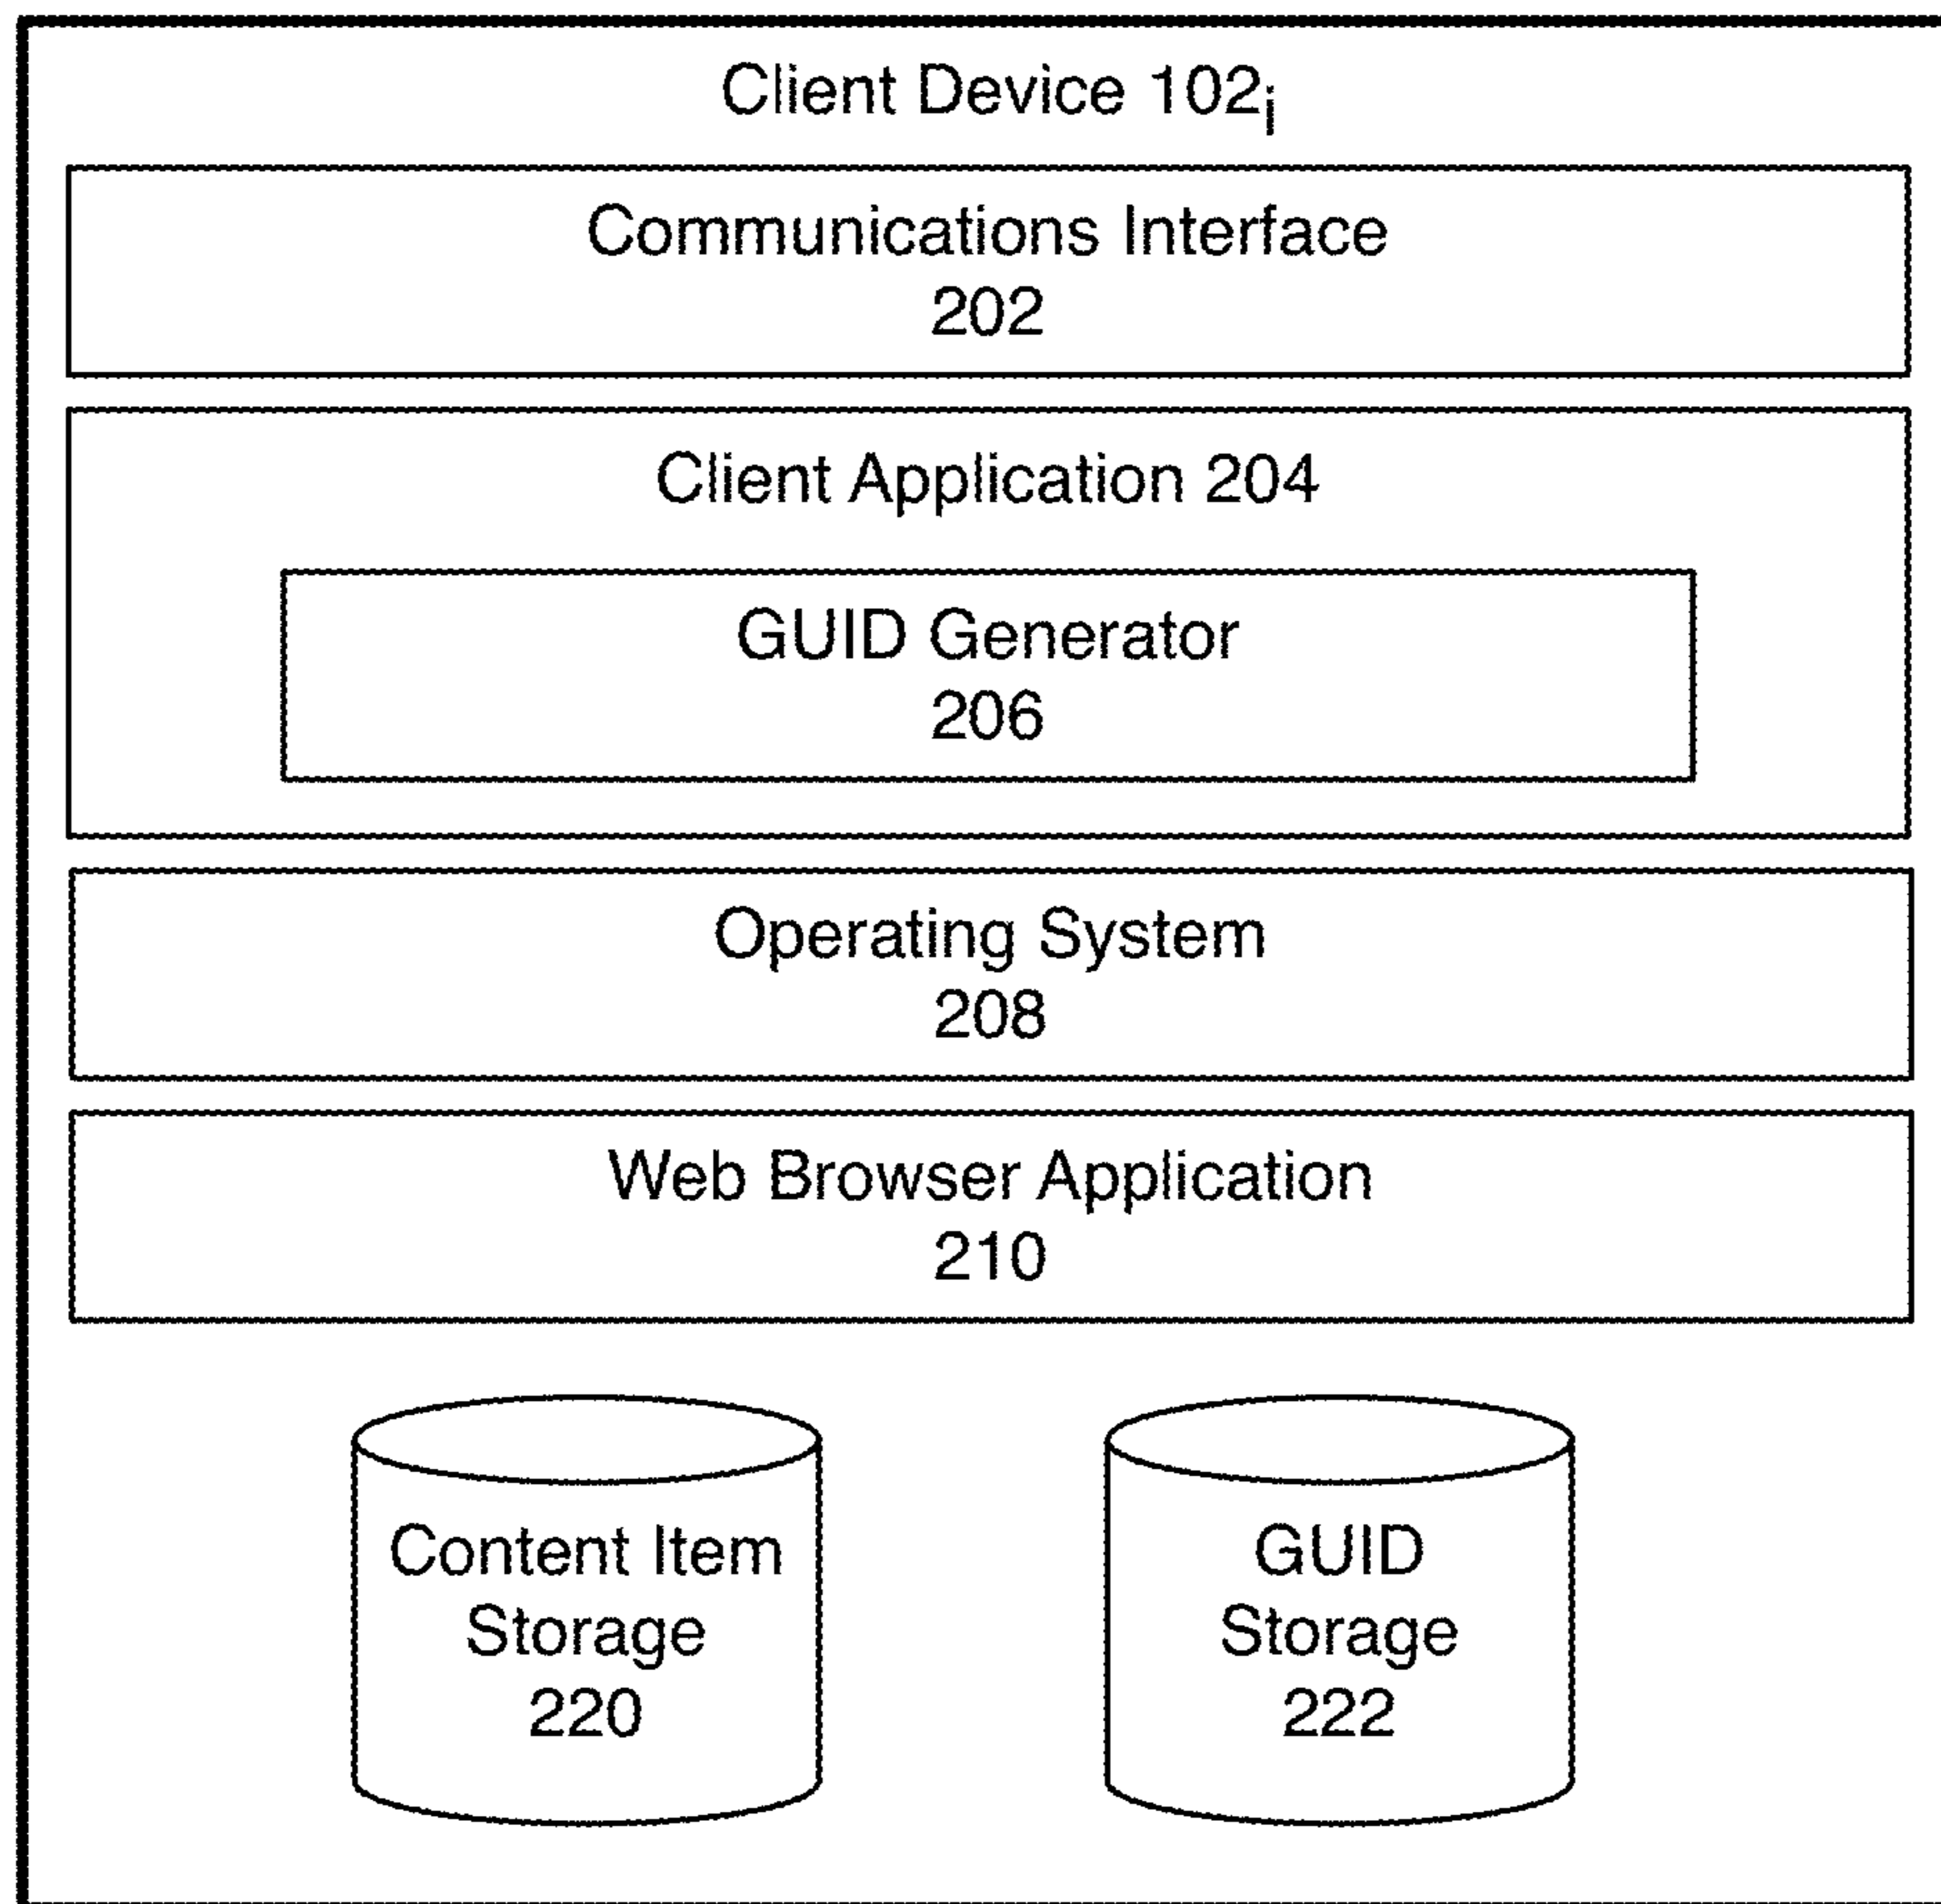 Client Device 102i
Communications Interface
202
Client Application 204
GUID Generator
206
Operating System
208
Web Browser Application
210
Content Item
Storage
220
GUID
Storage
222